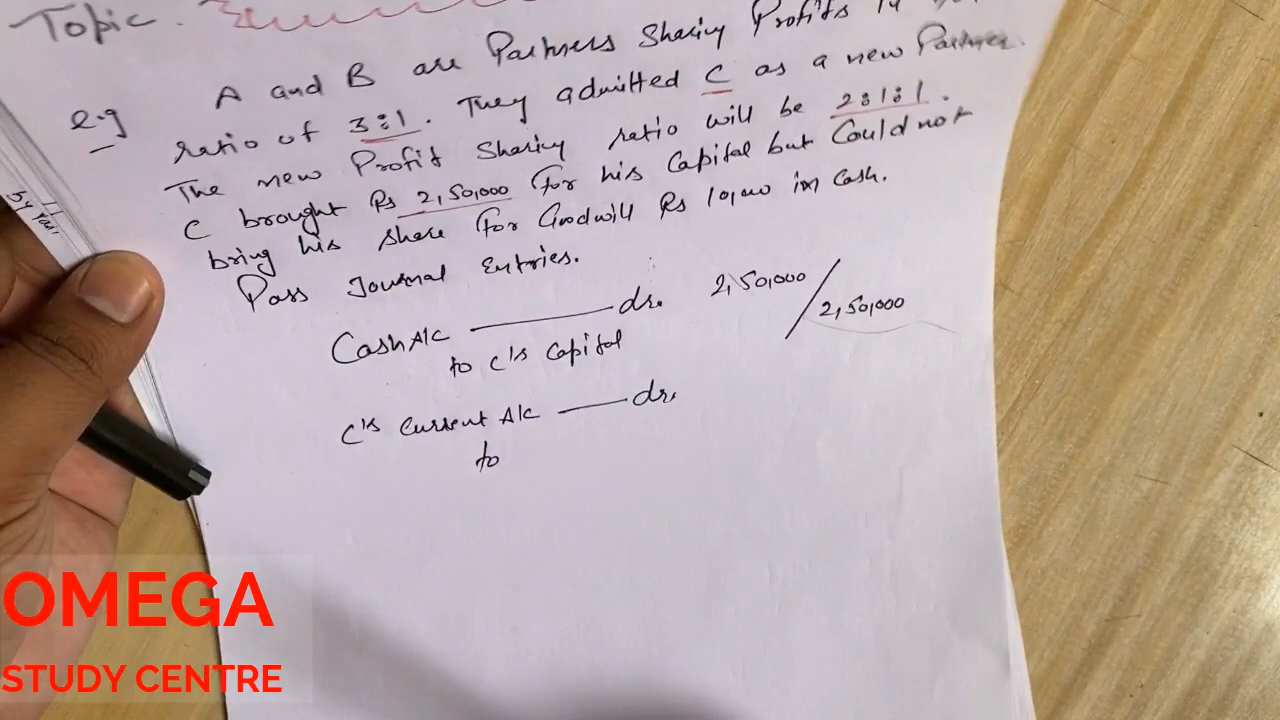 Topic.
e.g A and B are Partners Sharing Profits in
ratio of 3:1. They admitted C as a new Partner.
The new Profit Sharing ratio will be 2:1:1.
C brought Rs 2,50,000 for his Capital but Could not
bring his share for Goodwill Rs 10,000 in cash.
Pass Journal Entries.
Cash A/c dr. 2,50,000
to C's Capital 2,50,000
C's Current A/c dr.
to
OMEGA
STUDY CENTRE